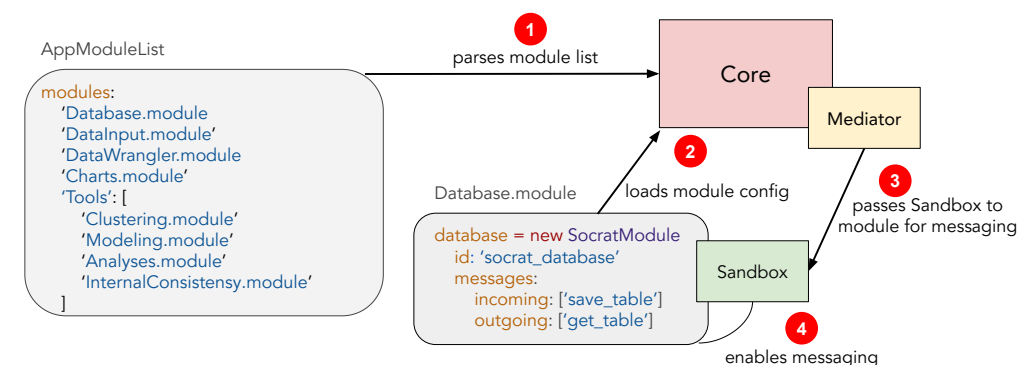 AppModuleList
modules:
‘Database.module
‘DataInput.module’
‘DataWrangler.module
‘Charts.module‘
‘Tools’: [
‘Clustering.module’
‘Modeling.module’
‘Analyses.module’
‘InternalConsistensy.module’
]
1
parses module list
Core
Mediator
2
loads module config
3
passes Sandbox to
module for messaging
Database.module
database = new SocratModule
id: ‘socrat_database’
messages:
incoming: [‘save_table’]
outgoing: [‘get_table’]
Sandbox
4
enables messaging